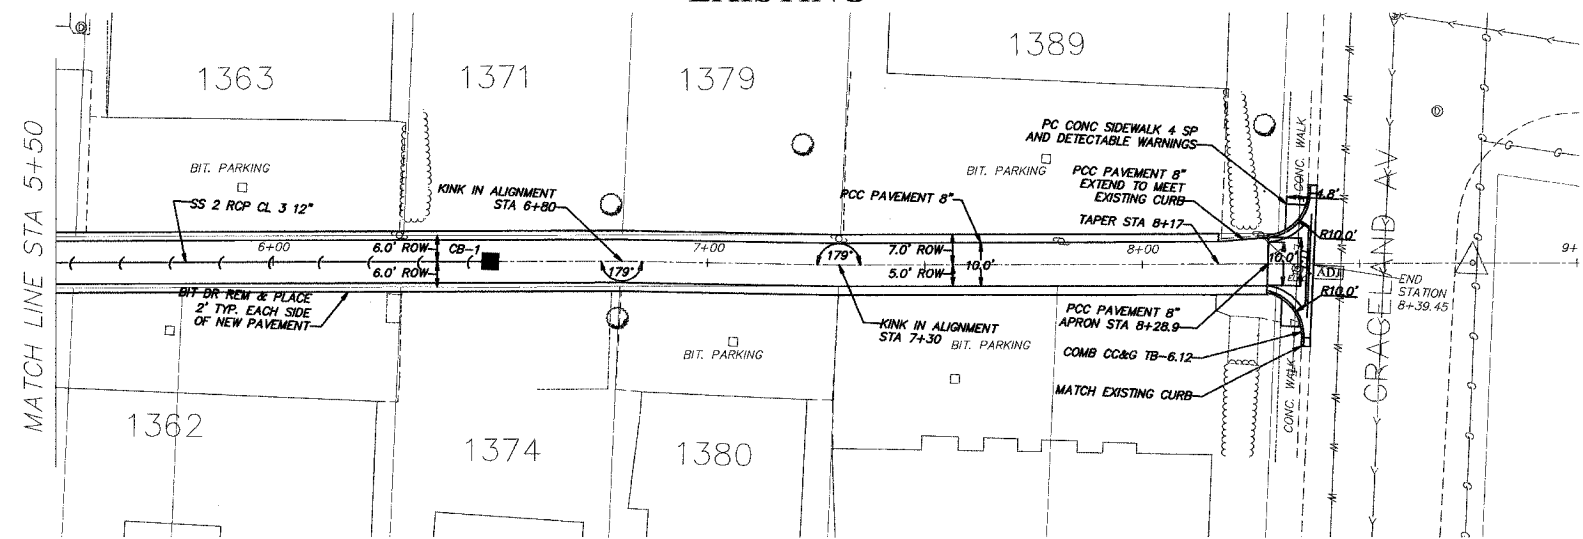 MATCH LINE STA 5+50
1363
1371
1379
1389
BIT. PARKING
SS 2 RCP CL 3 12"
KINK IN ALIGNMENT
STA 6+80
PCC PAVEMENT 8"
BIT. PARKING
PC CONC SIDEWALK 4 SP
AND DETECTABLE WARNINGS
PCC PAVEMENT 8"
EXTEND TO MEET
EXISTING CURB
TAPER STA 8+17
CONC. WALK
4.8'
R10.0'
6+00
6.0' ROW
CB-1
6.0' ROW
7+00
179°
179°
7.0' ROW
5.0' ROW
10.0'
8+00
10.0'
ADJ
9+
R10.0'
END
STATION
8+39.45
GRACELAND AV
BIT DR REM & PLACE
2' TYP. EACH SIDE
OF NEW PAVEMENT
KINK IN ALIGNMENT
STA 7+30
BIT. PARKING
BIT. PARKING
PCC PAVEMENT 8"
APRON STA 8+28.9
COMB CC&G TB-6.12
MATCH EXISTING CURB
CONC. WALK
1362
1374
1380